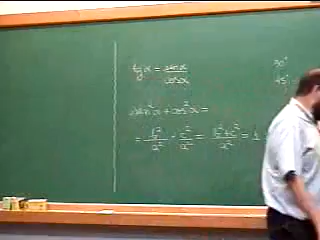 tg x = sen x / cos x
sen²x + cos²x =
= b²/a² + c²/a² = b²+c²/a² = 1
30°
45°